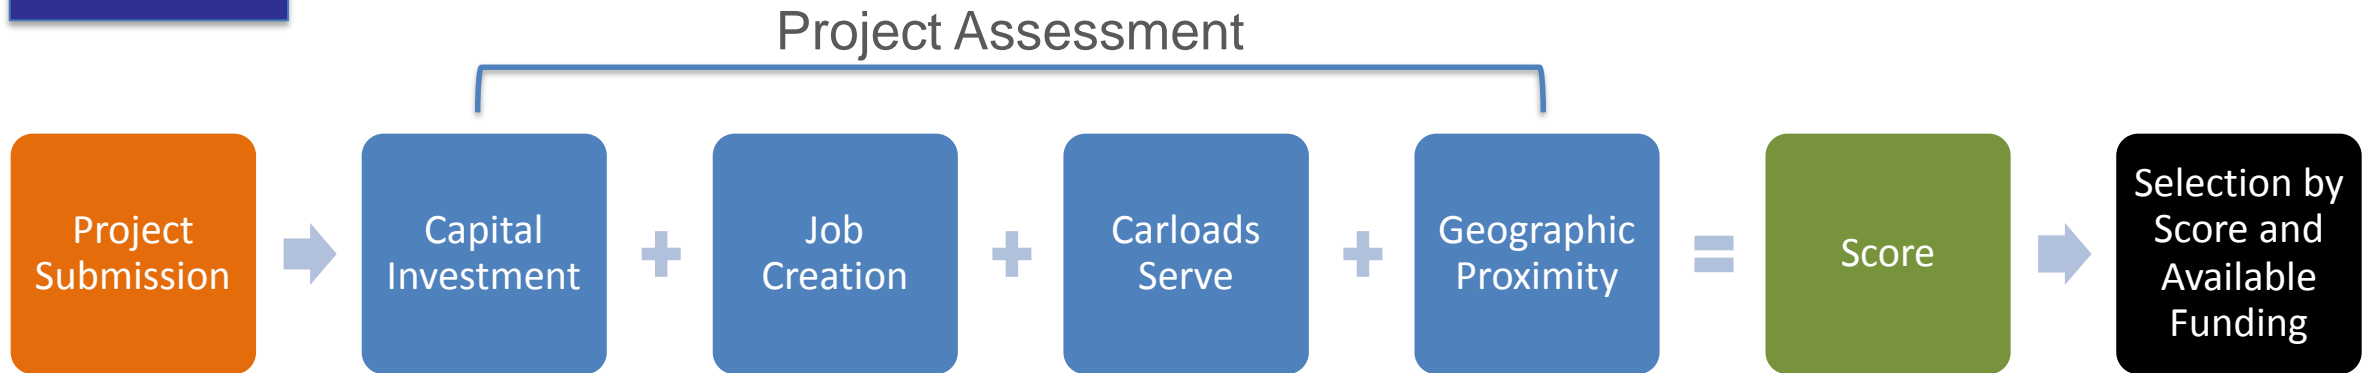 Project Assessment
Project
Submission
Capital
Investment
Job
Creation
Carloads
Serve
Geographic
Proximity
Score
Selection by
Score and
Available
Funding